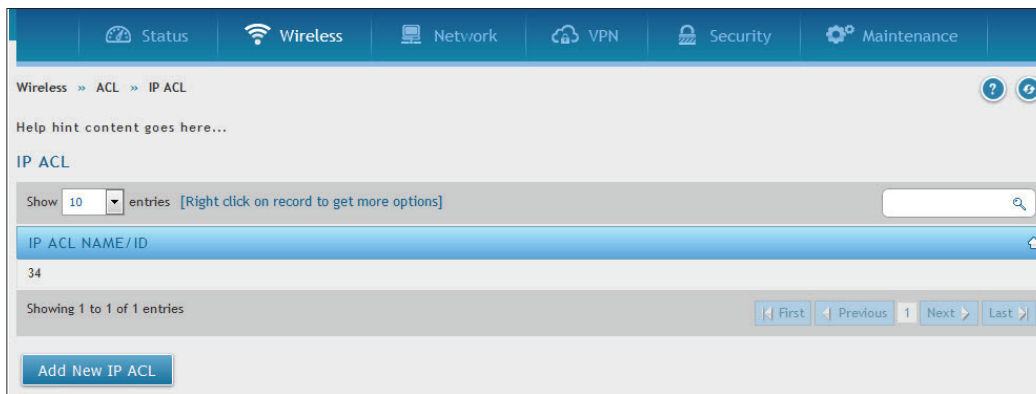 Status Wireless Network VPN Security Maintenance
Wireless » ACL » IP ACL
Help hint content goes here...
IP ACL
Show 10 entries [Right click on record to get more options]
IP ACL NAME/ID
34
Showing 1 to 1 of 1 entries First Previous 1 Next Last
Add New IP ACL